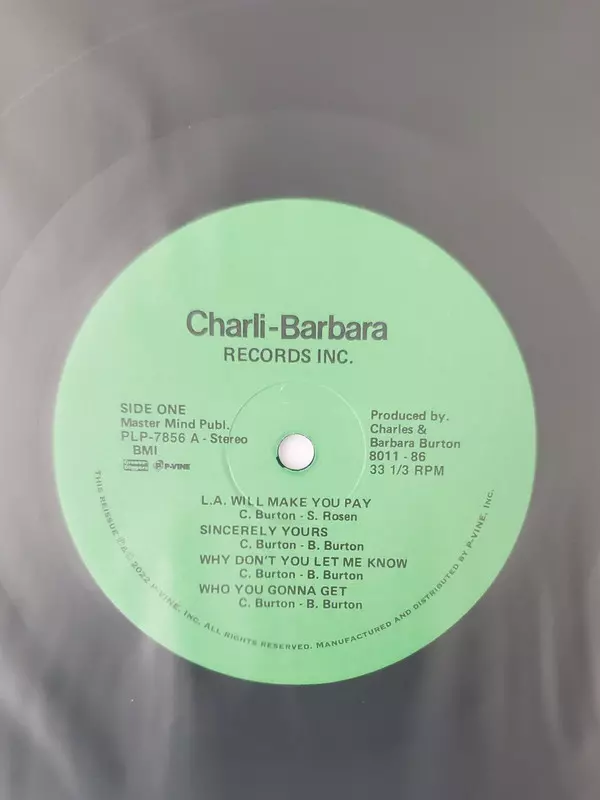 Charli-Barbara
RECORDS INC.
SIDE ONE
Master Mind Publ.
PLP-7856 A - Stereo
BMI
P-VINE
Produced by.
Charles &
Barbara Burton
8011 - 86
33 1/3 RPM
L.A. WILL MAKE YOU PAY
C. Burton - S. Rosen
SINCERELY YOURS
C. Burton - B. Burton
WHY DON'T YOU LET ME KNOW
C. Burton - B. Burton
WHO YOU GONNA GET
C. Burton - B. Burton
THIS REISSUE ℗&© 2022 P-VINE, INC. ALL RIGHTS RESERVED. MANUFACTURED AND DISTRIBUTED BY P-VINE, INC.